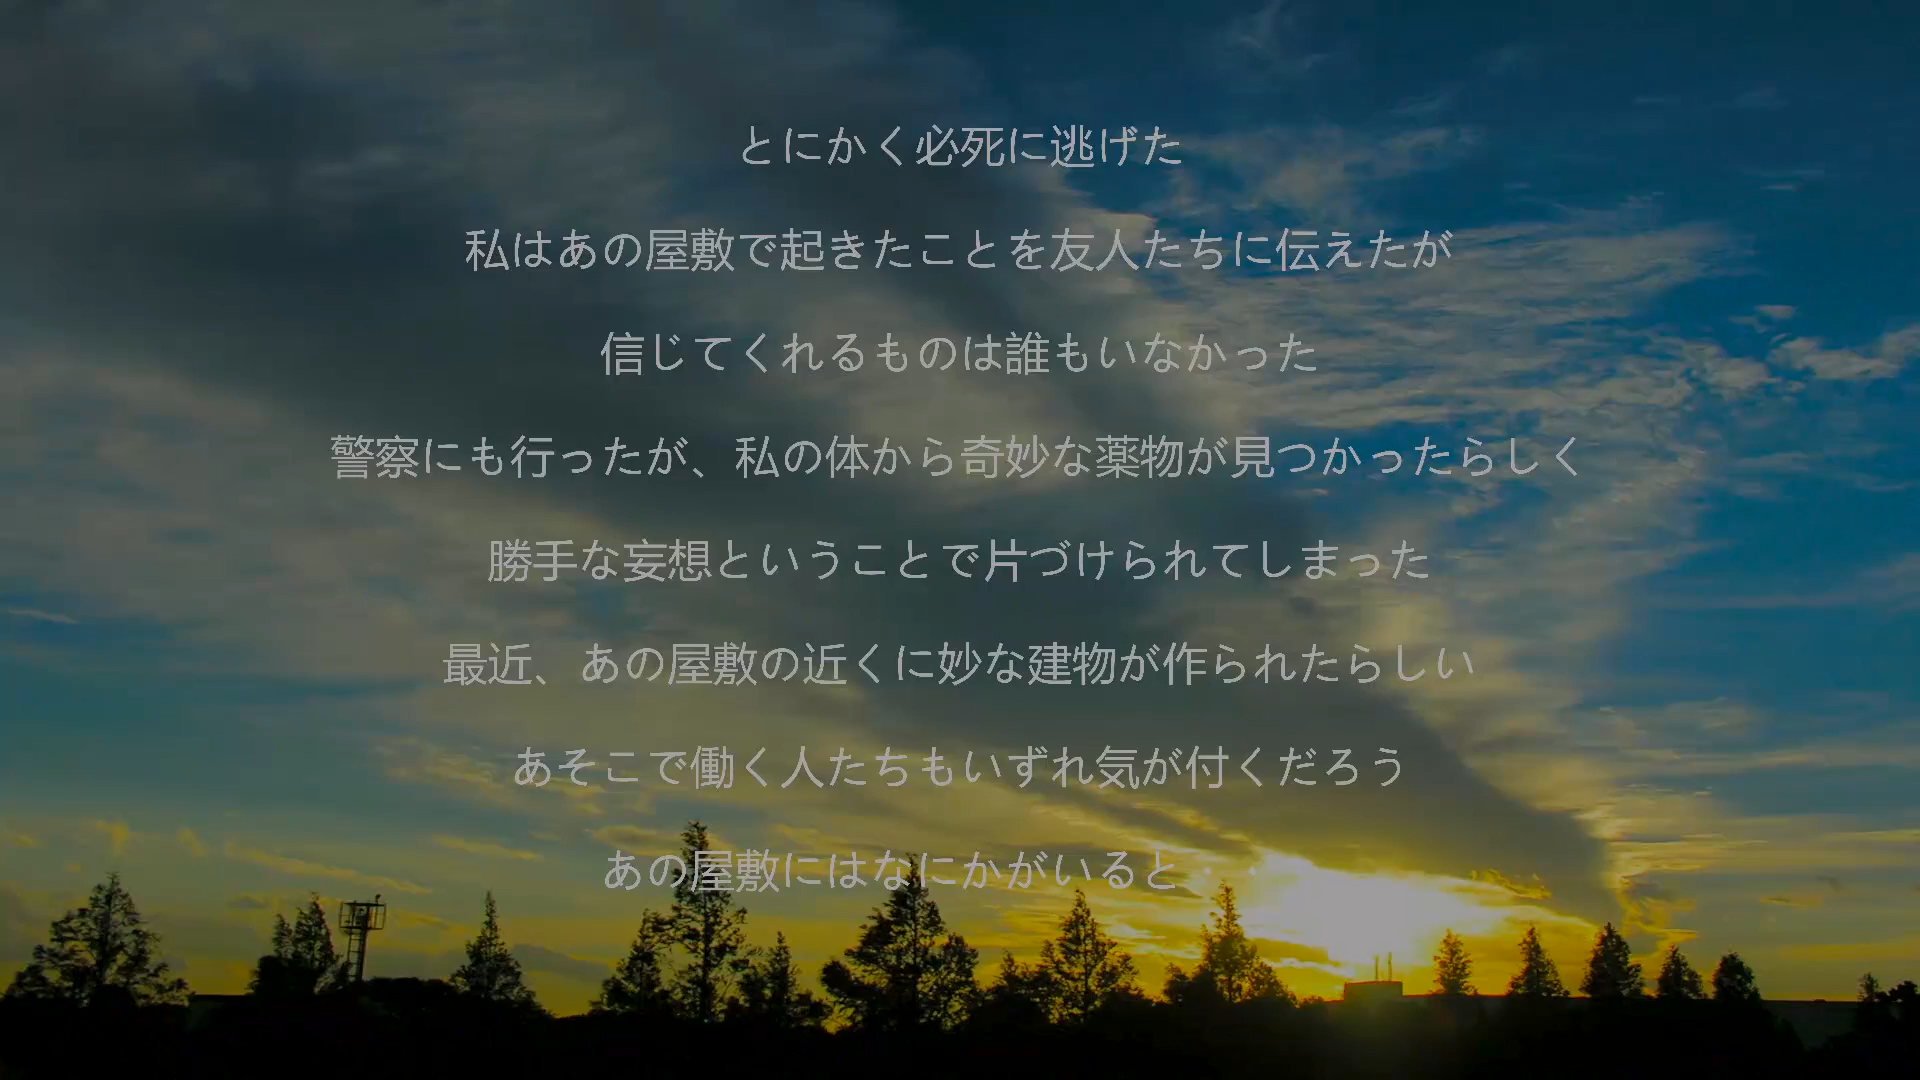 とにかく必死に逃げた
私はあの屋敷で起きたことを友人たちに伝えたが
信じてくれるものは誰もいなかった
警察にも行ったが、私の体から奇妙な薬物が見つかったらしく
勝手な妄想ということで片づけられてしまった
最近、あの屋敷の近くに妙な建物が作られたらしい
あそこで働く人たちもいずれ気が付くだろう
あの屋敷にはなにかがいると・・・